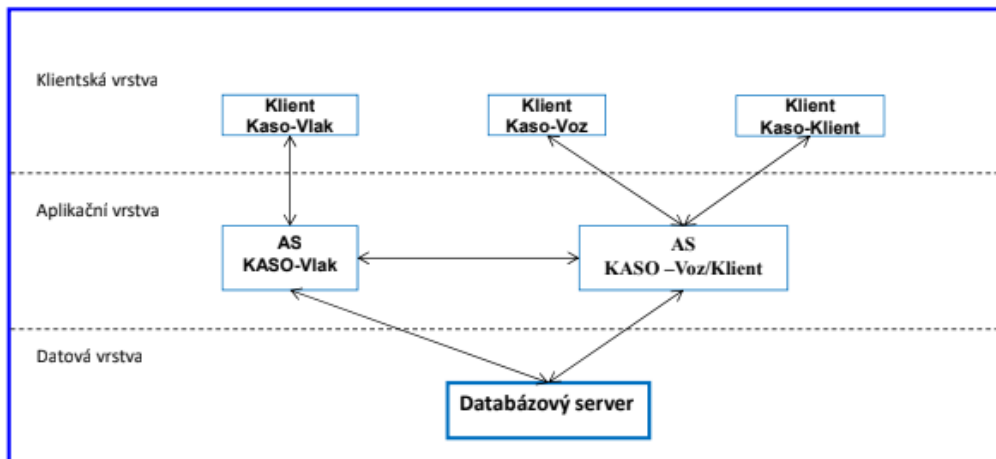 Klientská vrstva
Klient
Kaso-Vlak
Klient
Kaso-Voz
Klient
Kaso-Klient
Aplikační vrstva
AS
KASO-Vlak
AS
KASO –Voz/Klient
Datová vrstva
Databázový server